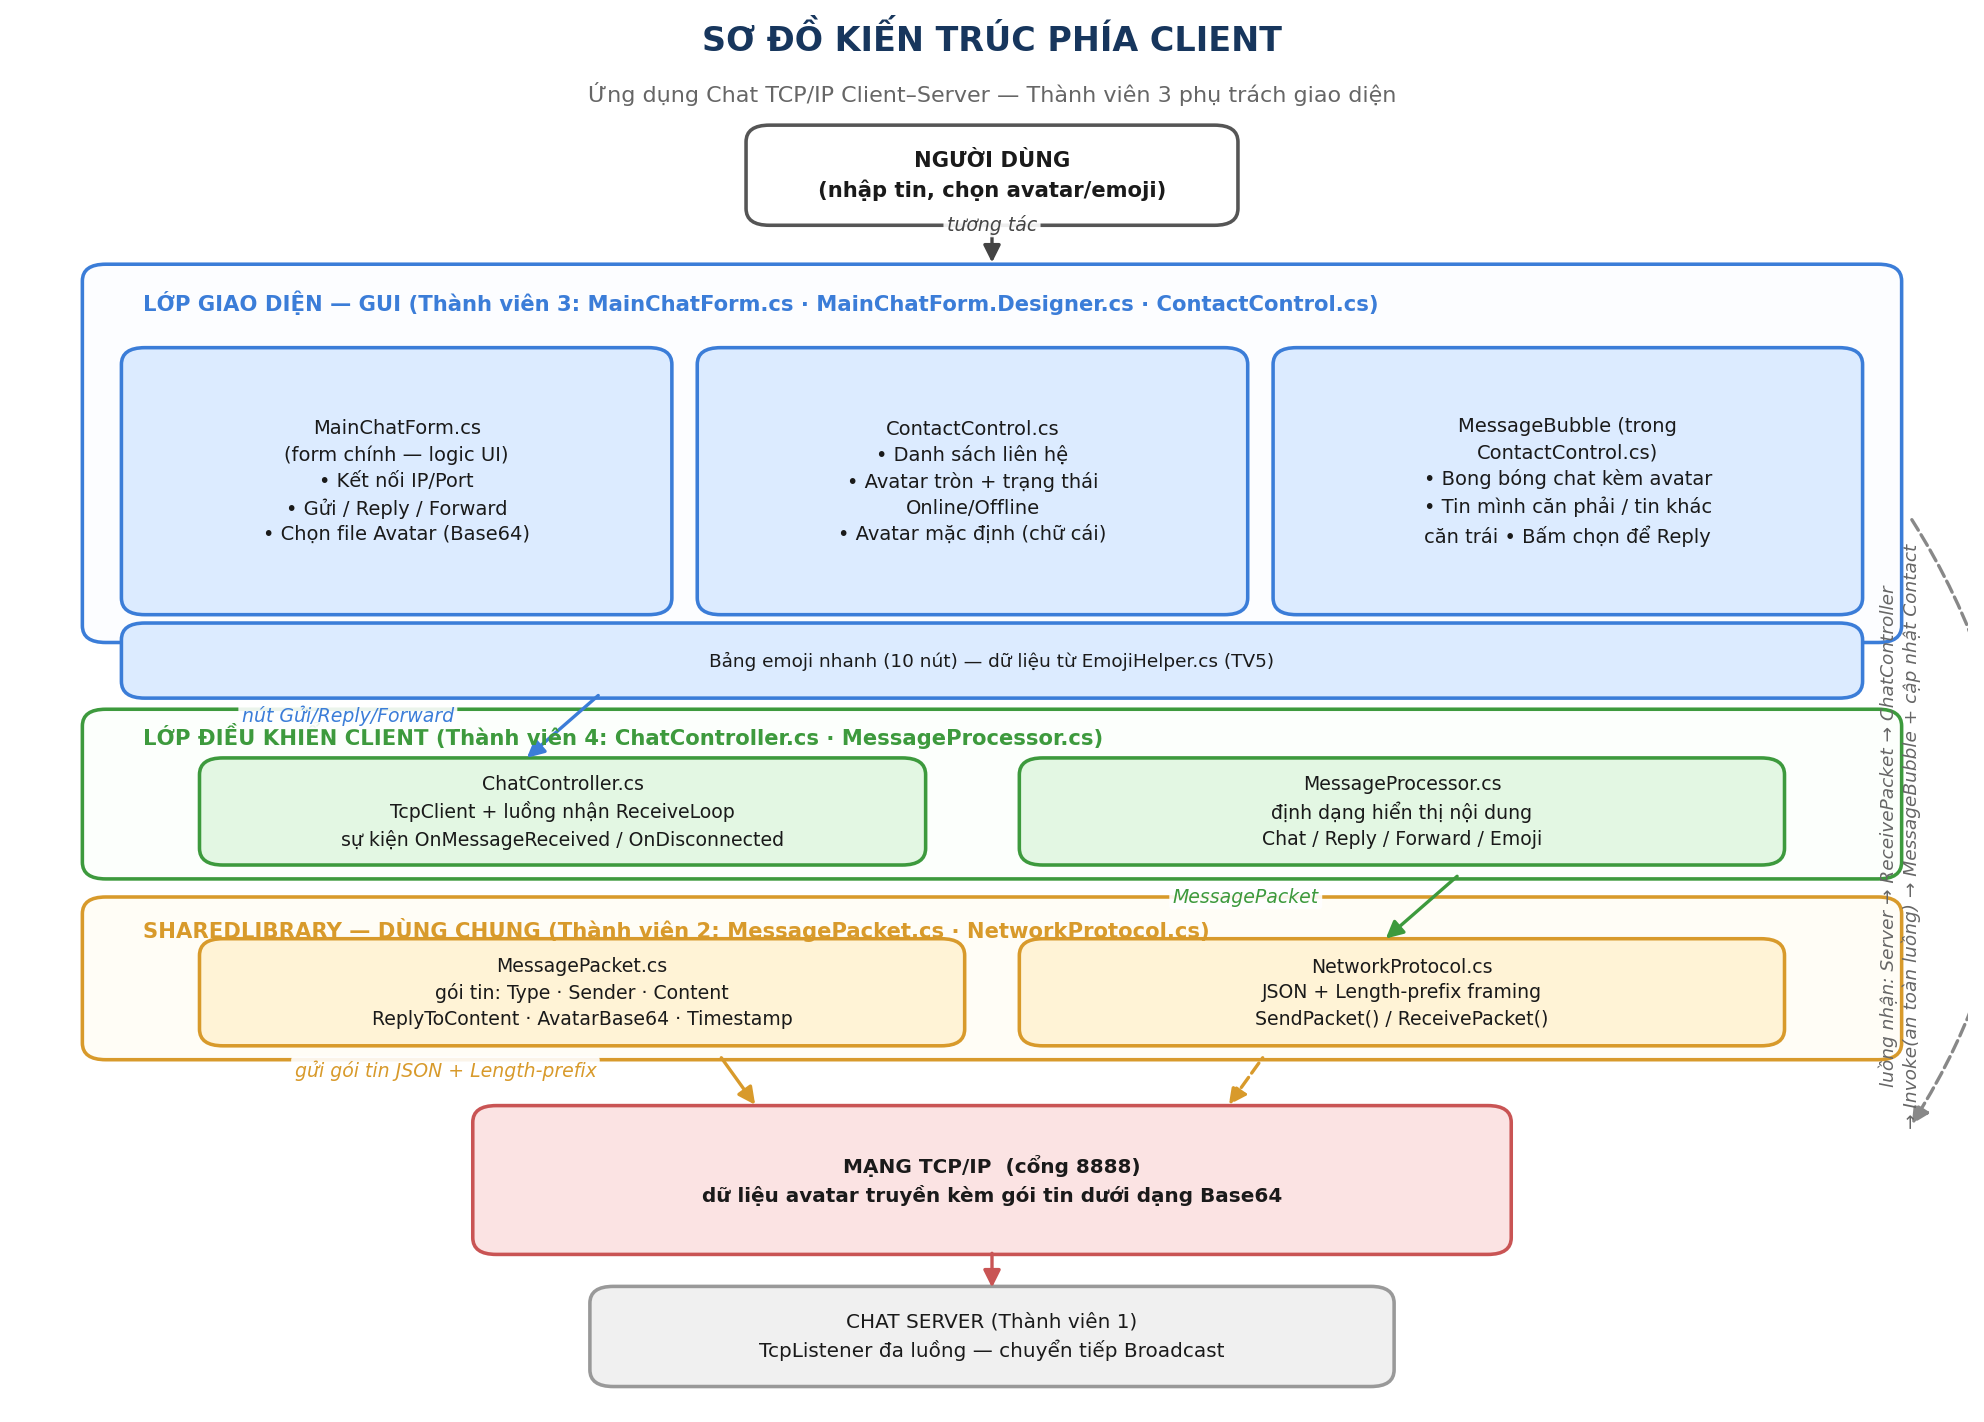 SƠ ĐỒ KIẾN TRÚC PHÍA CLIENT
Ứng dụng Chat TCP/IP Client–Server — Thành viên 3 phụ trách giao diện
NGƯỜI DÙNG
(nhập tin, chọn avatar/emoji)
tương tác
LỚP GIAO DIỆN — GUI (Thành viên 3: MainChatForm.cs · MainChatForm.Designer.cs · ContactControl.cs)
MainChatForm.cs
(form chính — logic UI)
• Kết nối IP/Port
• Gửi / Reply / Forward
• Chọn file Avatar (Base64)
ContactControl.cs
• Danh sách liên hệ
• Avatar tròn + trạng thái
Online/Offline
• Avatar mặc định (chữ cái)
MessageBubble (trong
ContactControl.cs)
• Bong bóng chat kèm avatar
• Tin mình căn phải / tin khác
căn trái • Bấm chọn để Reply
Bảng emoji nhanh (10 nút) — dữ liệu từ EmojiHelper.cs (TV5)
nút Gửi/Reply/Forward
LỚP ĐIỀU KHIỂN CLIENT (Thành viên 4: ChatController.cs · MessageProcessor.cs)
ChatController.cs
TcpClient + luồng nhận ReceiveLoop
sự kiện OnMessageReceived / OnDisconnected
MessageProcessor.cs
định dạng hiển thị nội dung
Chat / Reply / Forward / Emoji
MessagePacket
SHAREDLIBRARY — DÙNG CHUNG (Thành viên 2: MessagePacket.cs · NetworkProtocol.cs)
MessagePacket.cs
gói tin: Type · Sender · Content
ReplyToContent · AvatarBase64 · Timestamp
NetworkProtocol.cs
JSON + Length-prefix framing
SendPacket() / ReceivePacket()
gửi gói tin JSON + Length-prefix
luồng nhận: Server → ReceivePacket → ChatController
→ Invoke(an toàn luồng) → MessageBubble + cập nhật Contact
MẠNG TCP/IP (cổng 8888)
dữ liệu avatar truyền kèm gói tin dưới dạng Base64
CHAT SERVER (Thành viên 1)
TcpListener đa luồng — chuyển tiếp Broadcast